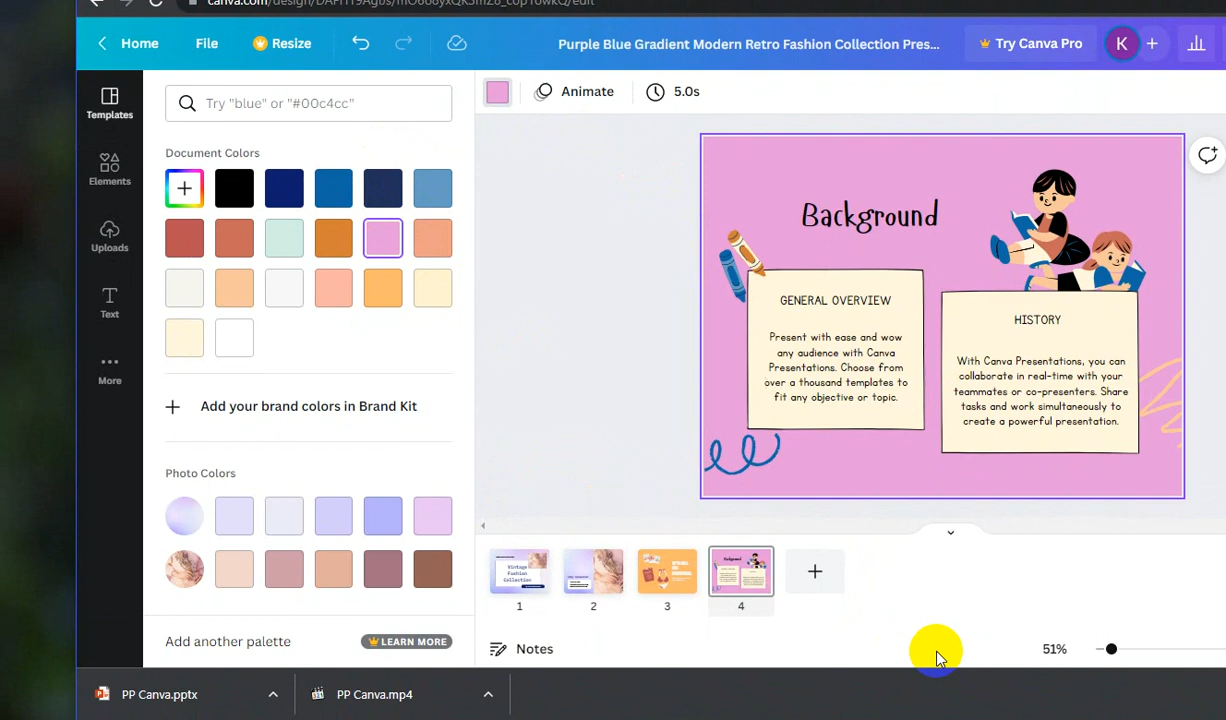 Home
File
Resize
Purple Blue Gradient Modern Retro Fashion Collection Pres...
Try Canva Pro
K
Templates
Elements
Uploads
Text
More
Try "blue" or "#00c4cc"
Document Colors
Add your brand colors in Brand Kit
Photo Colors
Add another palette
LEARN MORE
Animate
5.0s
Background
GENERAL OVERVIEW
Present with ease and wow
any audience with Canva
Presentations. Choose from
over a thousand templates to
fit any objective or topic.
HISTORY
With Canva Presentations, you can
collaborate in real-time with your
teammates or co-presenters. Share
tasks and work simultaneously to
create a powerful presentation.
Vintage
Fashion
Collection
Background
1
2
3
4
Notes
51%
PP Canva.pptx
PP Canva.mp4